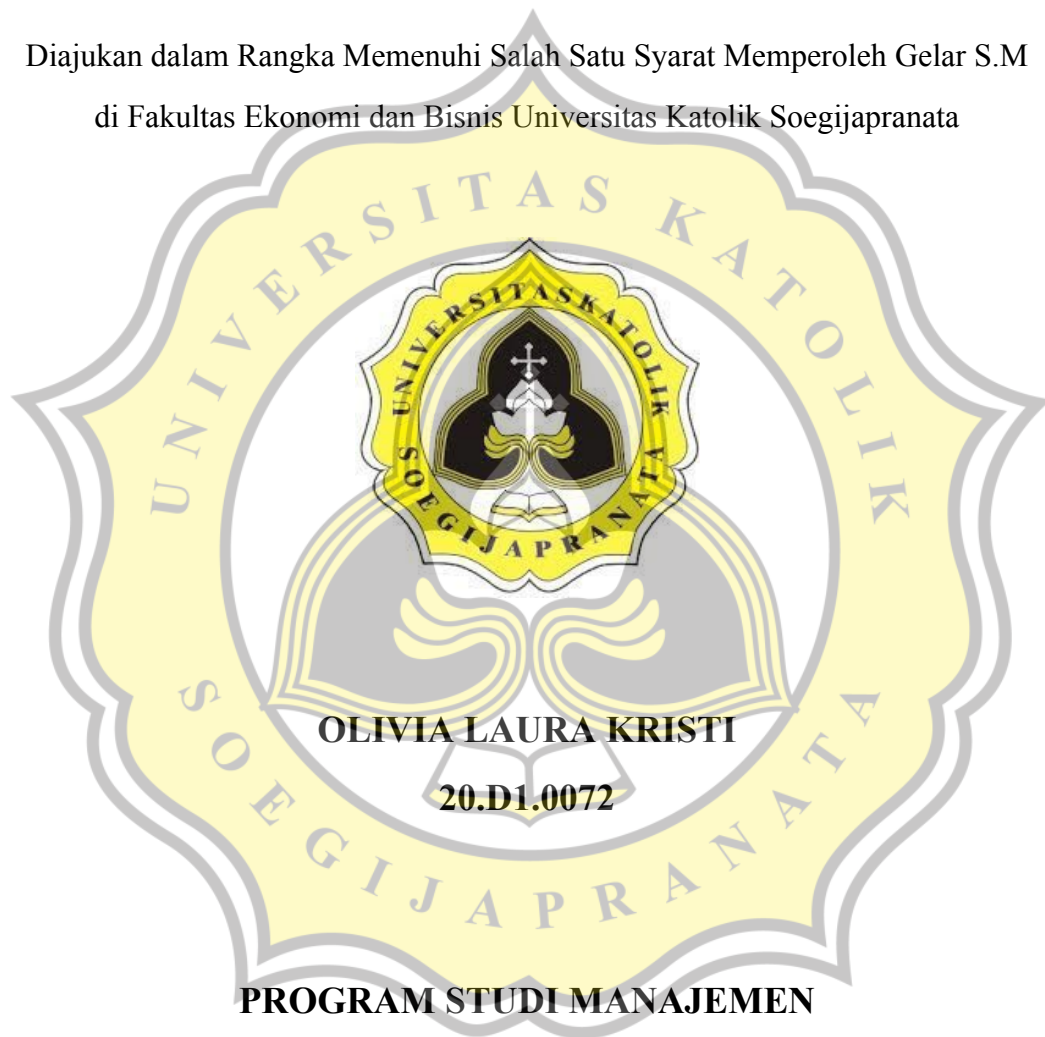 Diajukan dalam Rangka Memenuhi Salah Satu Syarat Memperoleh Gelar S.M
di Fakultas Ekonomi dan Bisnis Universitas Katolik Soegijapranata
UNIVERSITAS KATOLIK
SOEGIJAPRANATA
UNIVERSITAS KATOLIK
SOEGIJAPRANATA
OLIVIA LAURA KRISTI
20.D1.0072
PROGRAM STUDI MANAJEMEN